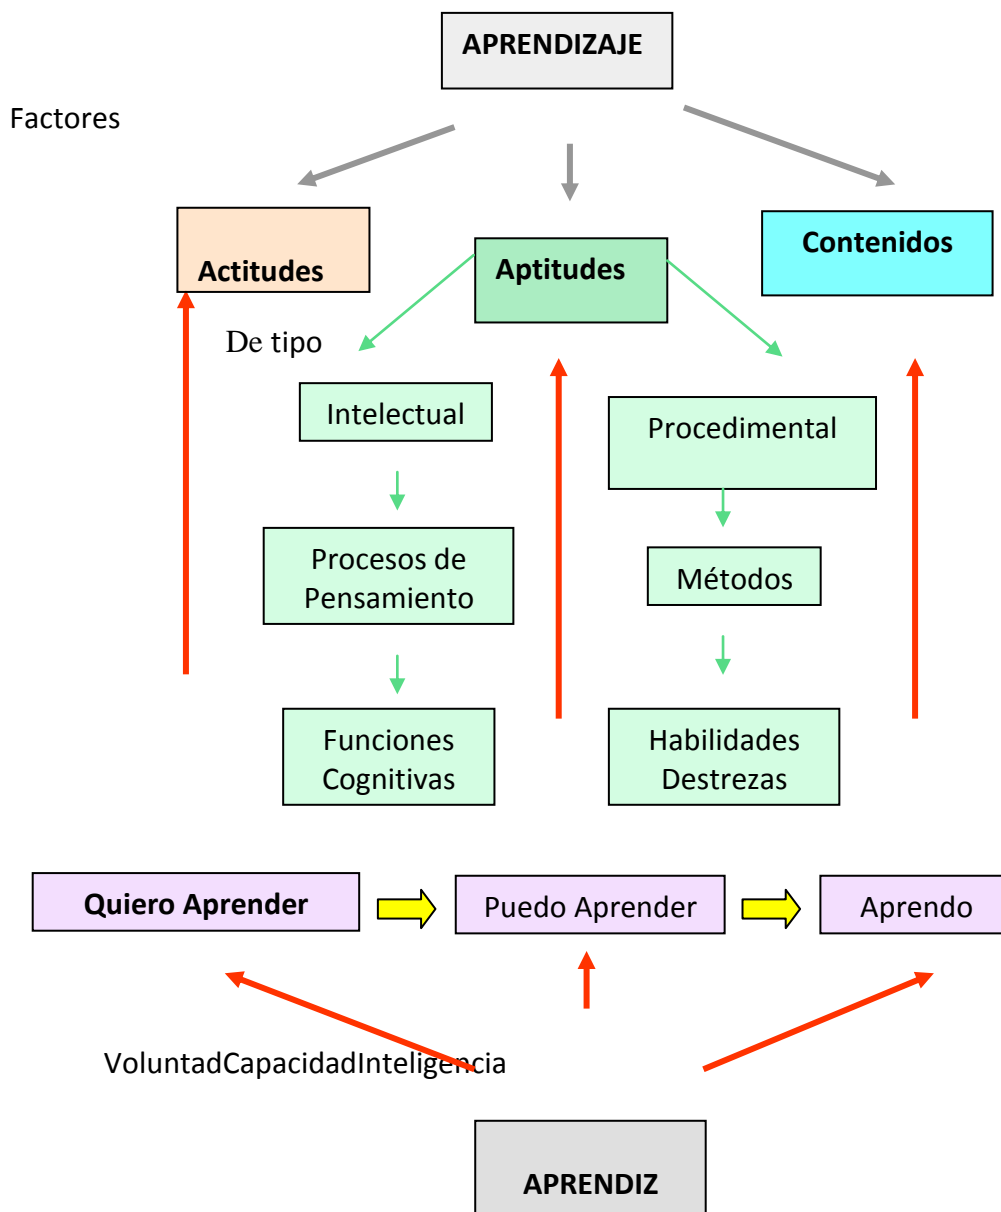 APRENDIZAJE
Factores
Actitudes
Aptitudes
Contenidos
De tipo
Intelectual
Procedimental
Procesos de
Pensamiento
Métodos
Funciones
Cognitivas
Habilidades
Destrezas
Quiero Aprender
Puedo Aprender
Aprendo
VoluntadCapacidadInteligencia
APRENDIZ